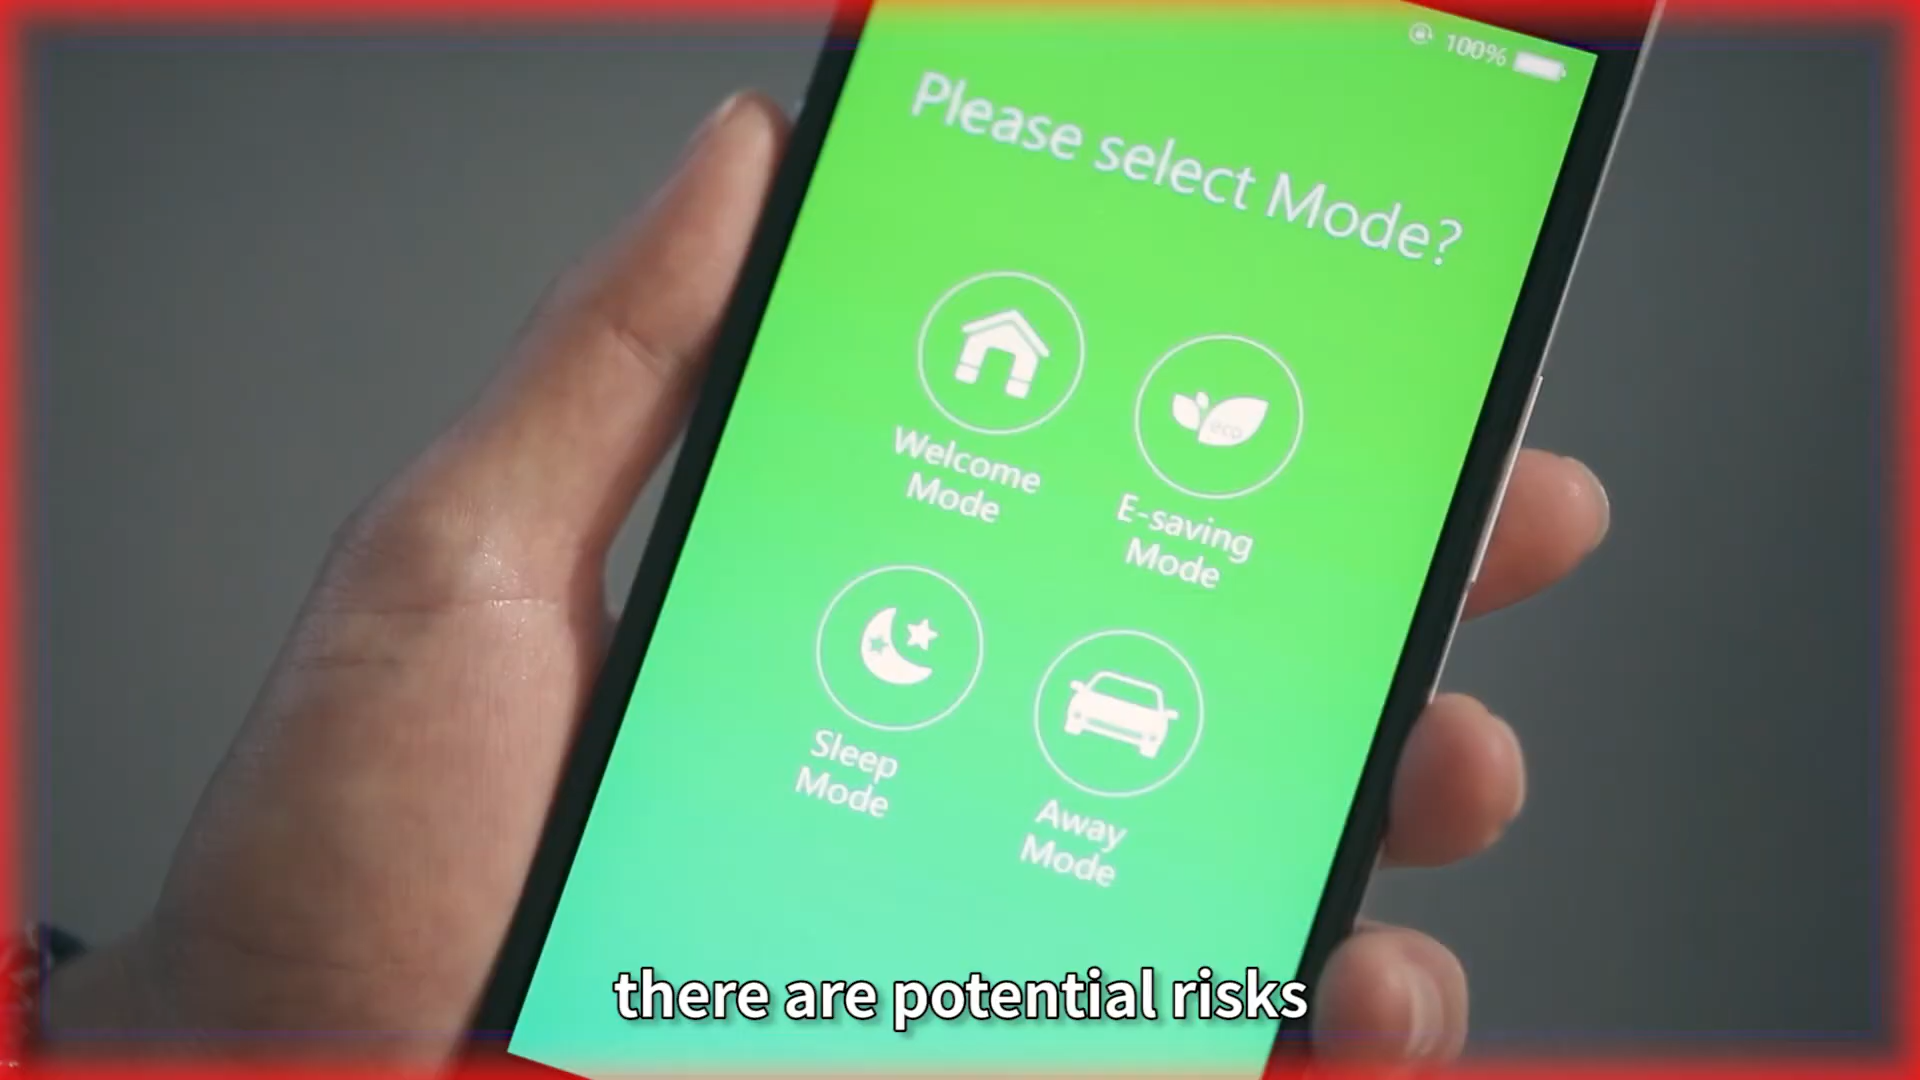 100%
Please select Mode?
Welcome
Mode
eco
E-saving
Mode
Sleep
Mode
Away
Mode
there are potential risks